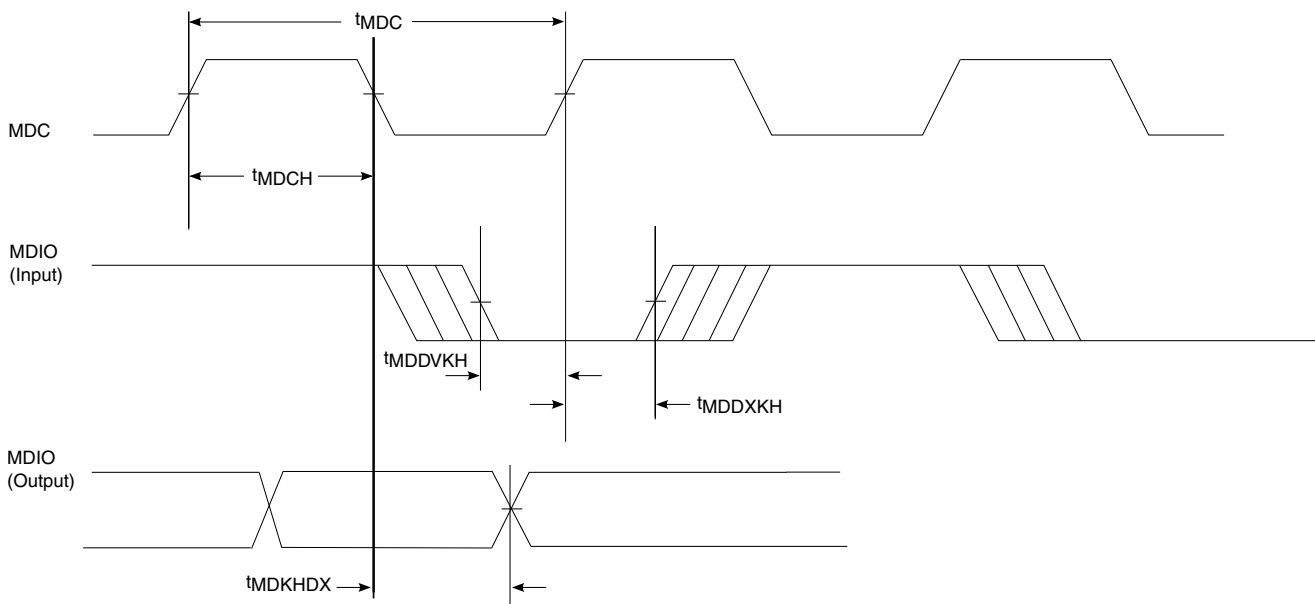 tMDC
MDC
tMDCH
MDIO
(Input)
tMDDVKH
tMDDXKH
MDIO
(Output)
tMDKHDX